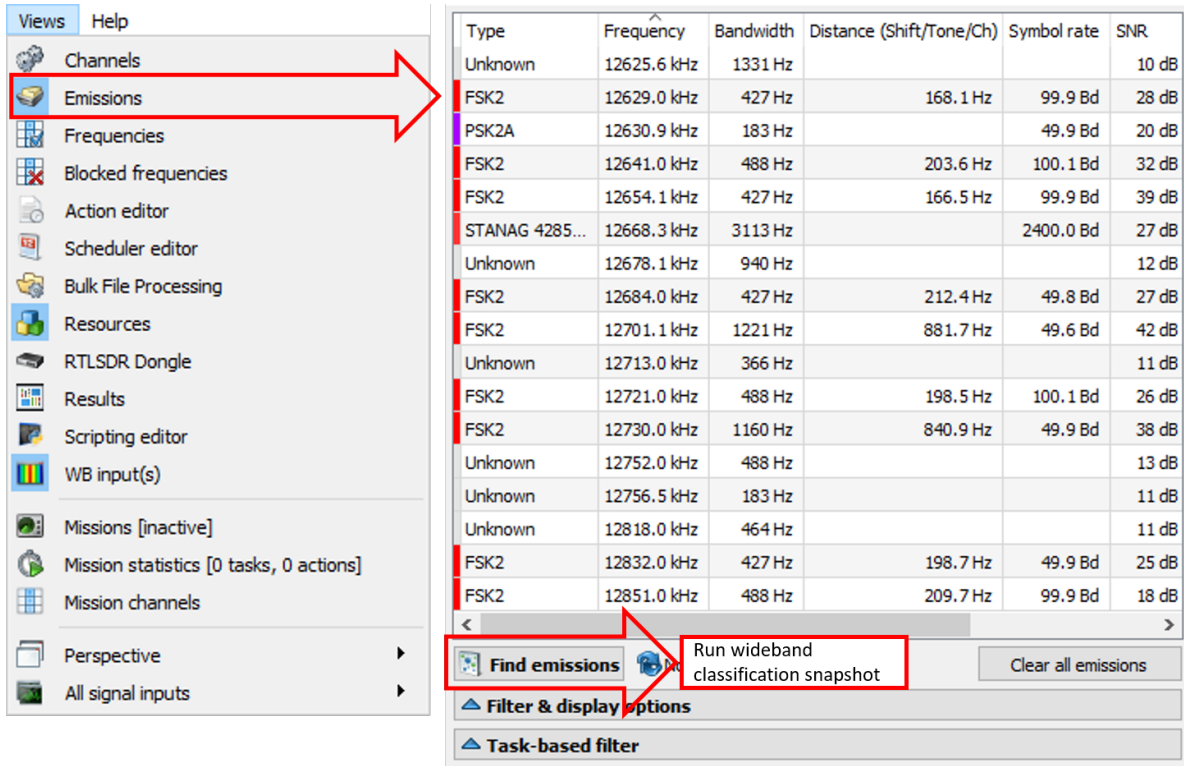 Views Help
Channels
Emissions
Frequencies
Blocked frequencies
Action editor
Scheduler editor
Bulk File Processing
Resources
RTLSDR Dongle
Results
Scripting editor
WB input(s)
Missions [inactive]
Mission statistics [0 tasks, 0 actions]
Mission channels
Perspective
All signal inputs
Type Frequency Bandwidth Distance (Shift/Tone/Ch) Symbol rate SNR
Unknown 12625.6 kHz 1331 Hz 10 dB
FSK2 12629.0 kHz 427 Hz 168.1 Hz 99.9 Bd 28 dB
PSK2A 12630.9 kHz 183 Hz 49.9 Bd 20 dB
FSK2 12641.0 kHz 488 Hz 203.6 Hz 100.1 Bd 32 dB
FSK2 12654.1 kHz 427 Hz 166.5 Hz 99.9 Bd 39 dB
STANAG 4285... 12668.3 kHz 3113 Hz 2400.0 Bd 27 dB
Unknown 12678.1 kHz 940 Hz 12 dB
FSK2 12684.0 kHz 427 Hz 212.4 Hz 49.8 Bd 27 dB
FSK2 12701.1 kHz 1221 Hz 881.7 Hz 49.6 Bd 42 dB
Unknown 12713.0 kHz 366 Hz 11 dB
FSK2 12721.0 kHz 488 Hz 198.5 Hz 100.1 Bd 26 dB
FSK2 12730.0 kHz 1160 Hz 840.9 Hz 49.9 Bd 38 dB
Unknown 12752.0 kHz 488 Hz 13 dB
Unknown 12756.5 kHz 183 Hz 11 dB
Unknown 12818.0 kHz 464 Hz 11 dB
FSK2 12832.0 kHz 427 Hz 198.7 Hz 49.9 Bd 25 dB
FSK2 12851.0 kHz 488 Hz 209.7 Hz 99.9 Bd 18 dB
Find emissions
Run wideband
classification snapshot
Clear all emissions
Filter & display options
Task-based filter